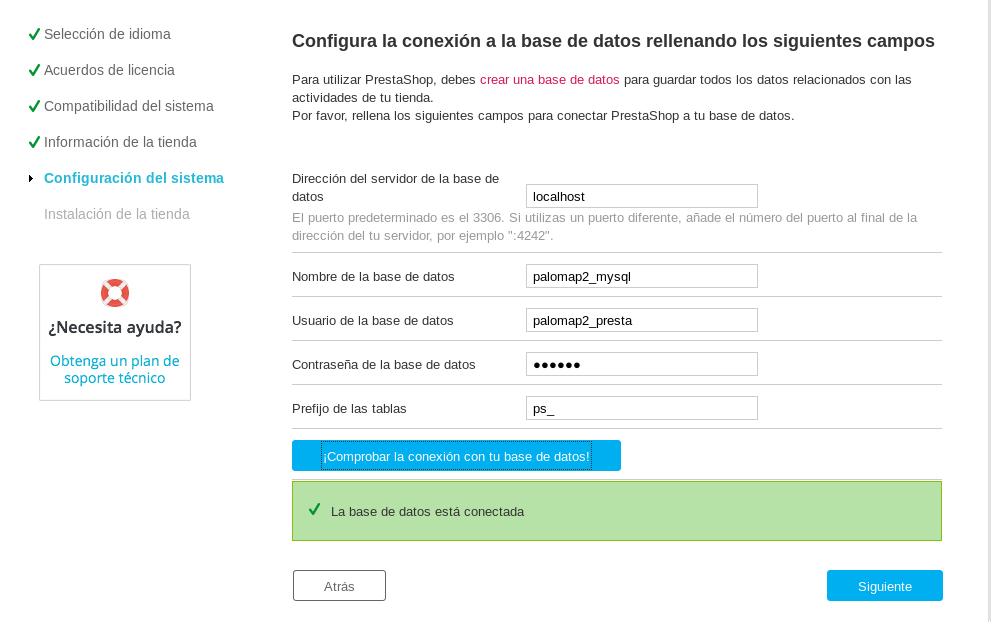 Selección de idioma
Acuerdos de licencia
Compatibilidad del sistema
Información de la tienda
Configuración del sistema
Instalación de la tienda
¿Necesita ayuda?
Obtenga un plan de
soporte técnico
Configura la conexión a la base de datos rellenando los siguientes campos
Para utilizar PrestaShop, debes crear una base de datos para guardar todos los datos relacionados con las
actividades de tu tienda.
Por favor, rellena los siguientes campos para conectar PrestaShop a tu base de datos.
Dirección del servidor de la base de
datos
localhost
El puerto predeterminado es el 3306. Si utilizas un puerto diferente, añade el número del puerto al final de la
dirección del tu servidor, por ejemplo ":4242".
Nombre de la base de datos palomap2_mysql
Usuario de la base de datos palomap2_presta
Contraseña de la base de datos ●●●●●●
Prefijo de las tablas ps_
¡Comprobar la conexión con tu base de datos!
La base de datos está conectada
Atrás Siguiente